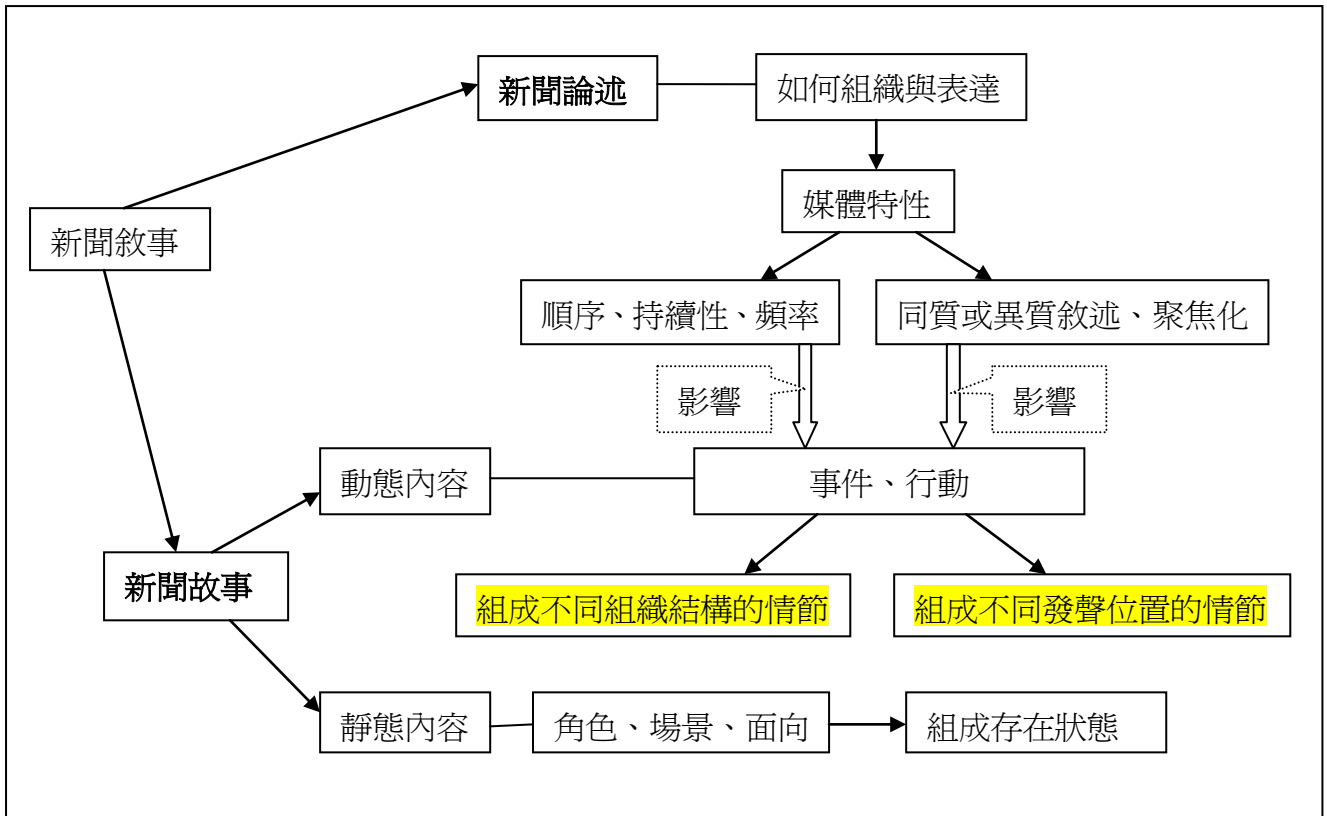 新聞論述
如何組織與表達
媒體特性
新聞敘事
順序、持續性、頻率
同質或異質敘述、聚焦化
影響
影響
動態內容
事件、行動
新聞故事
組成不同組織結構的情節
組成不同發聲位置的情節
靜態內容
角色、場景、面向
組成存在狀態